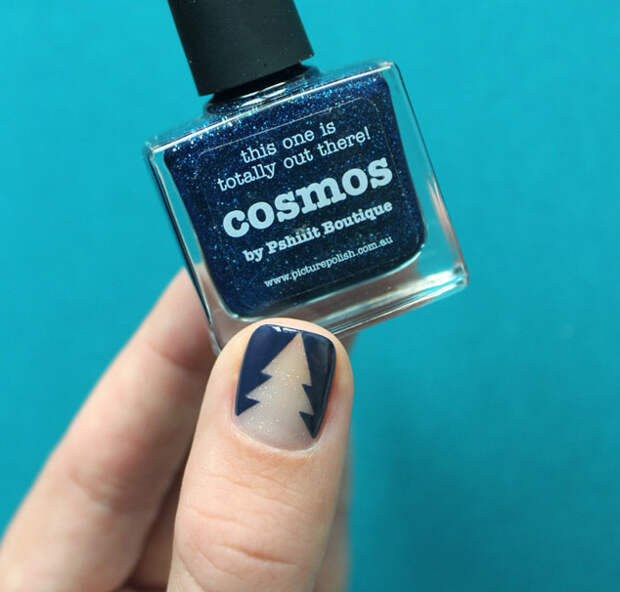 this one is
totally out there!
cosmos
by Pshiiit Boutique
www.picturepolish.com.au